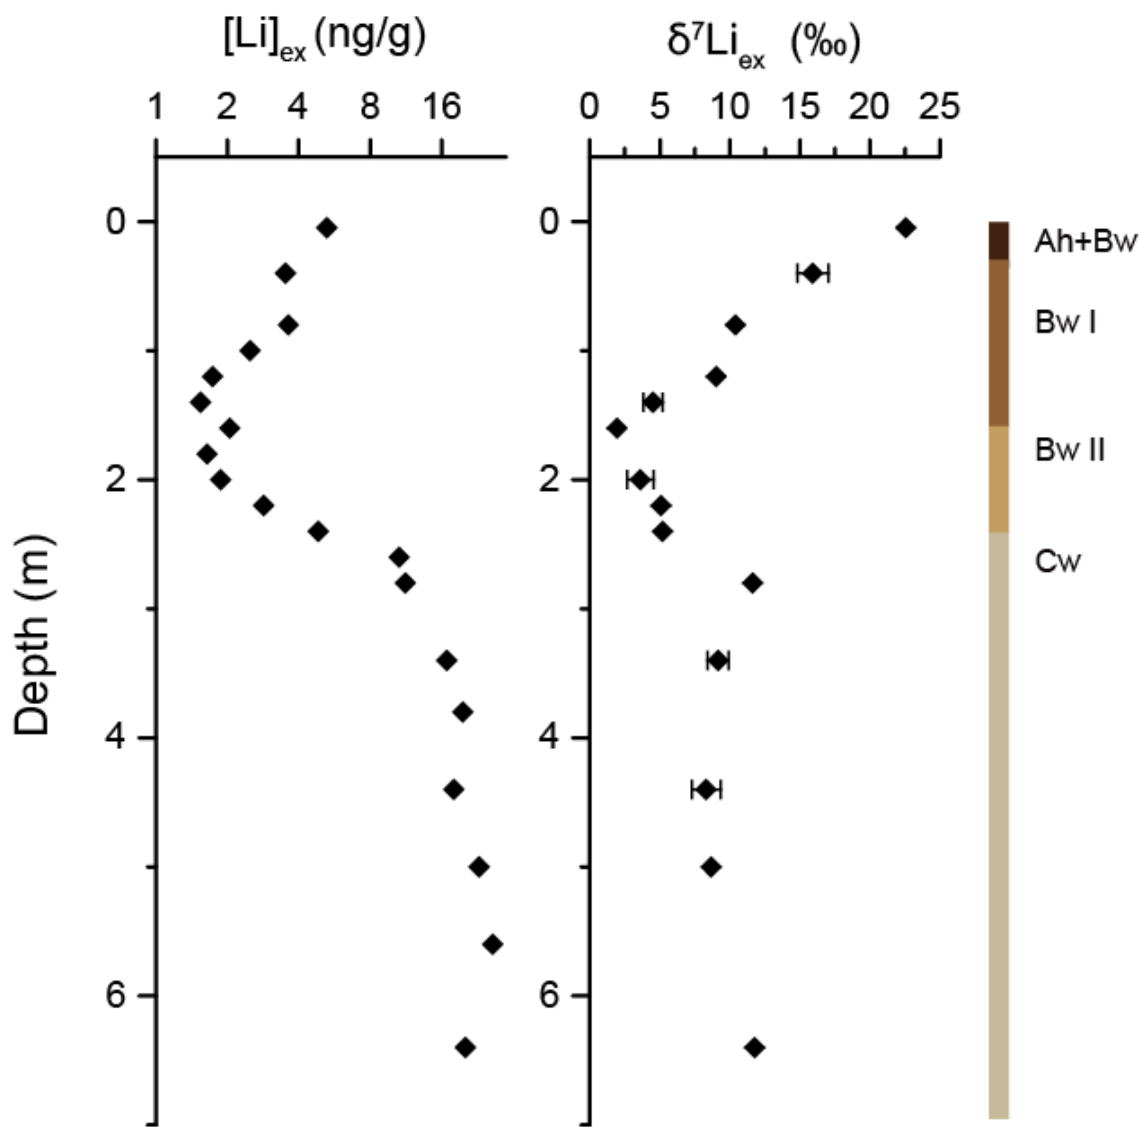 [Li]ex (ng/g)
δ⁷Liex (‰)
1 2 4 8 16
0 5 10 15 20 25
0
2
4
6
Depth (m)
0
2
4
6
Ah+Bw
Bw I
Bw II
Cw